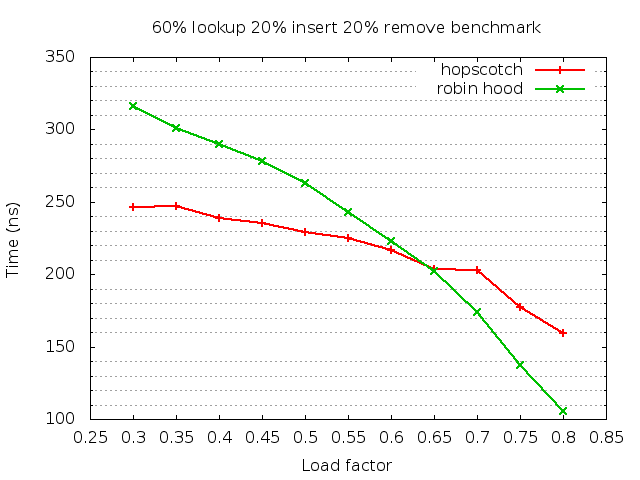 60% lookup 20% insert 20% remove benchmark
350
300
250
200
150
100
Time (ns)
hopscotch
robin hood
0.25 0.3 0.35 0.4 0.45 0.5 0.55 0.6 0.65 0.7 0.75 0.8 0.85
Load factor